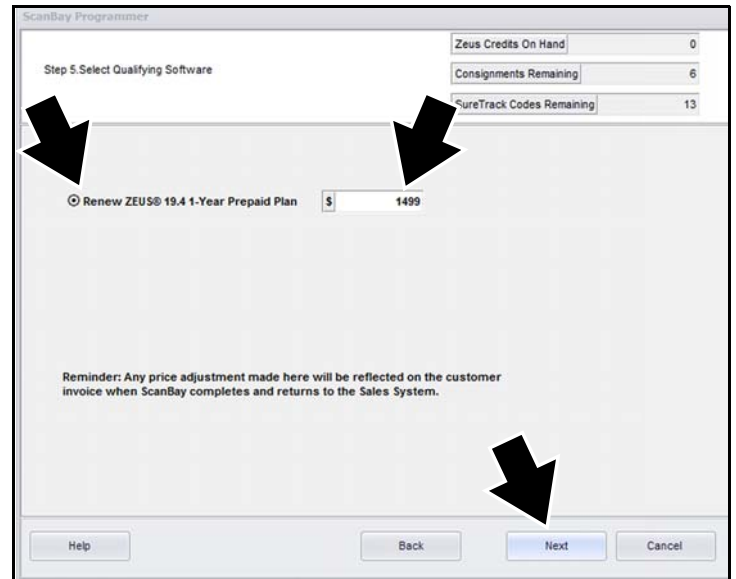 ScanBay Programmer
Step 5.Select Qualifying Software
Zeus Credits On Hand 0
Consignments Remaining 6
SureTrack Codes Remaining 13
Renew ZEUS® 19.4 1-Year Prepaid Plan $ 1499
Reminder: Any price adjustment made here will be reflected on the customer
invoice when ScanBay completes and returns to the Sales System.
Help Back Next Cancel